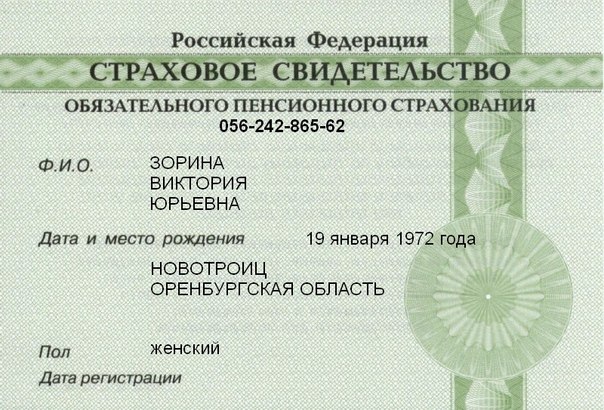 Российская Федерация
СТРАХОВОЕ СВИДЕТЕЛЬСТВО
ОБЯЗАТЕЛЬНОГО ПЕНСИОННОГО СТРАХОВАНИЯ
056-242-865-62
Ф.И.О. ЗОРИНА
ВИКТОРИЯ
ЮРЬЕВНА
Дата и место рождения 19 января 1972 года
НОВОТРОИЦ
ОРЕНБУРГСКАЯ ОБЛАСТЬ
Пол женский
Дата регистрации